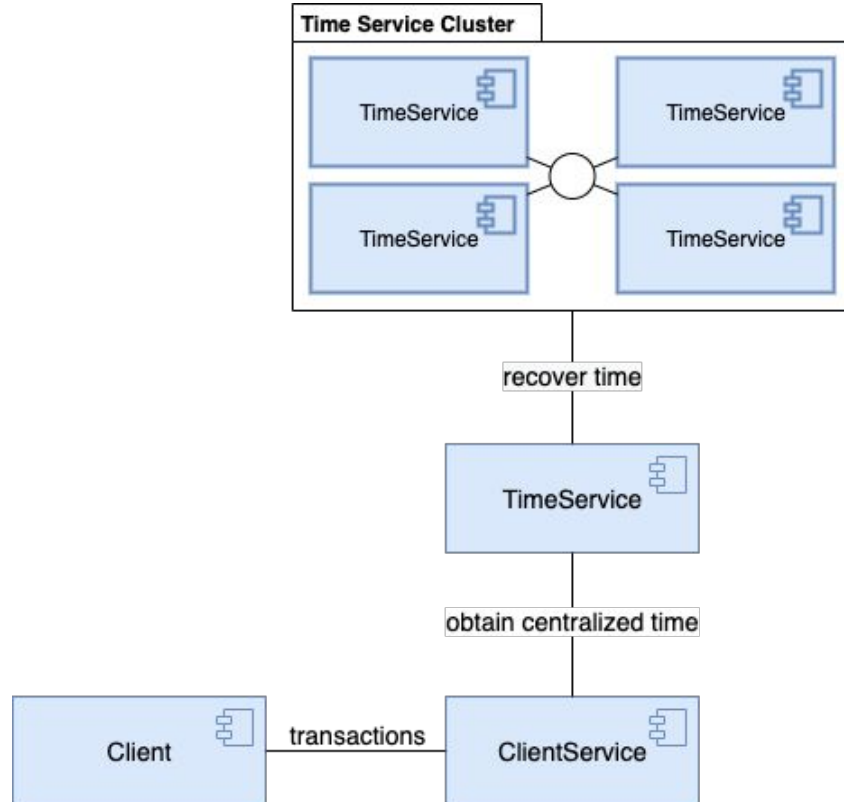 Time Service Cluster
TimeService
TimeService
TimeService
TimeService
recover time
TimeService
obtain centralized time
Client
transactions
ClientService